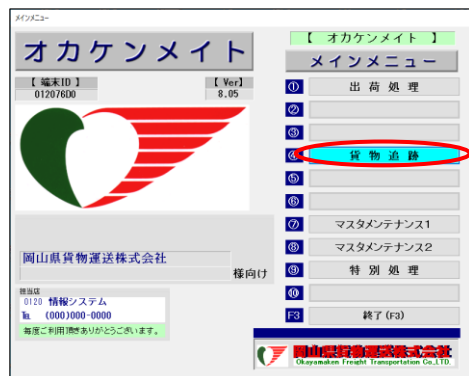 メインメニュー
オカケンメイト
【 端末ID 】
012076D0
【 Ver】
8.05
岡山県貨物運送株式会社
様向け
担当店
0120 情報システム
℡ (000)000-0000
毎度ご利用頂きありがとうございます。
【 オカケンメイト 】
メインメニュー
① 出荷処理
②
③
④ 貨物追跡
⑤
⑥
⑦ マスタメンテナンス1
⑧ マスタメンテナンス2
⑨ 特別処理
⑩
F3 終了(F3)
岡山県貨物運送株式会社
Okayamaken Freight Transportation Co.,LTD.